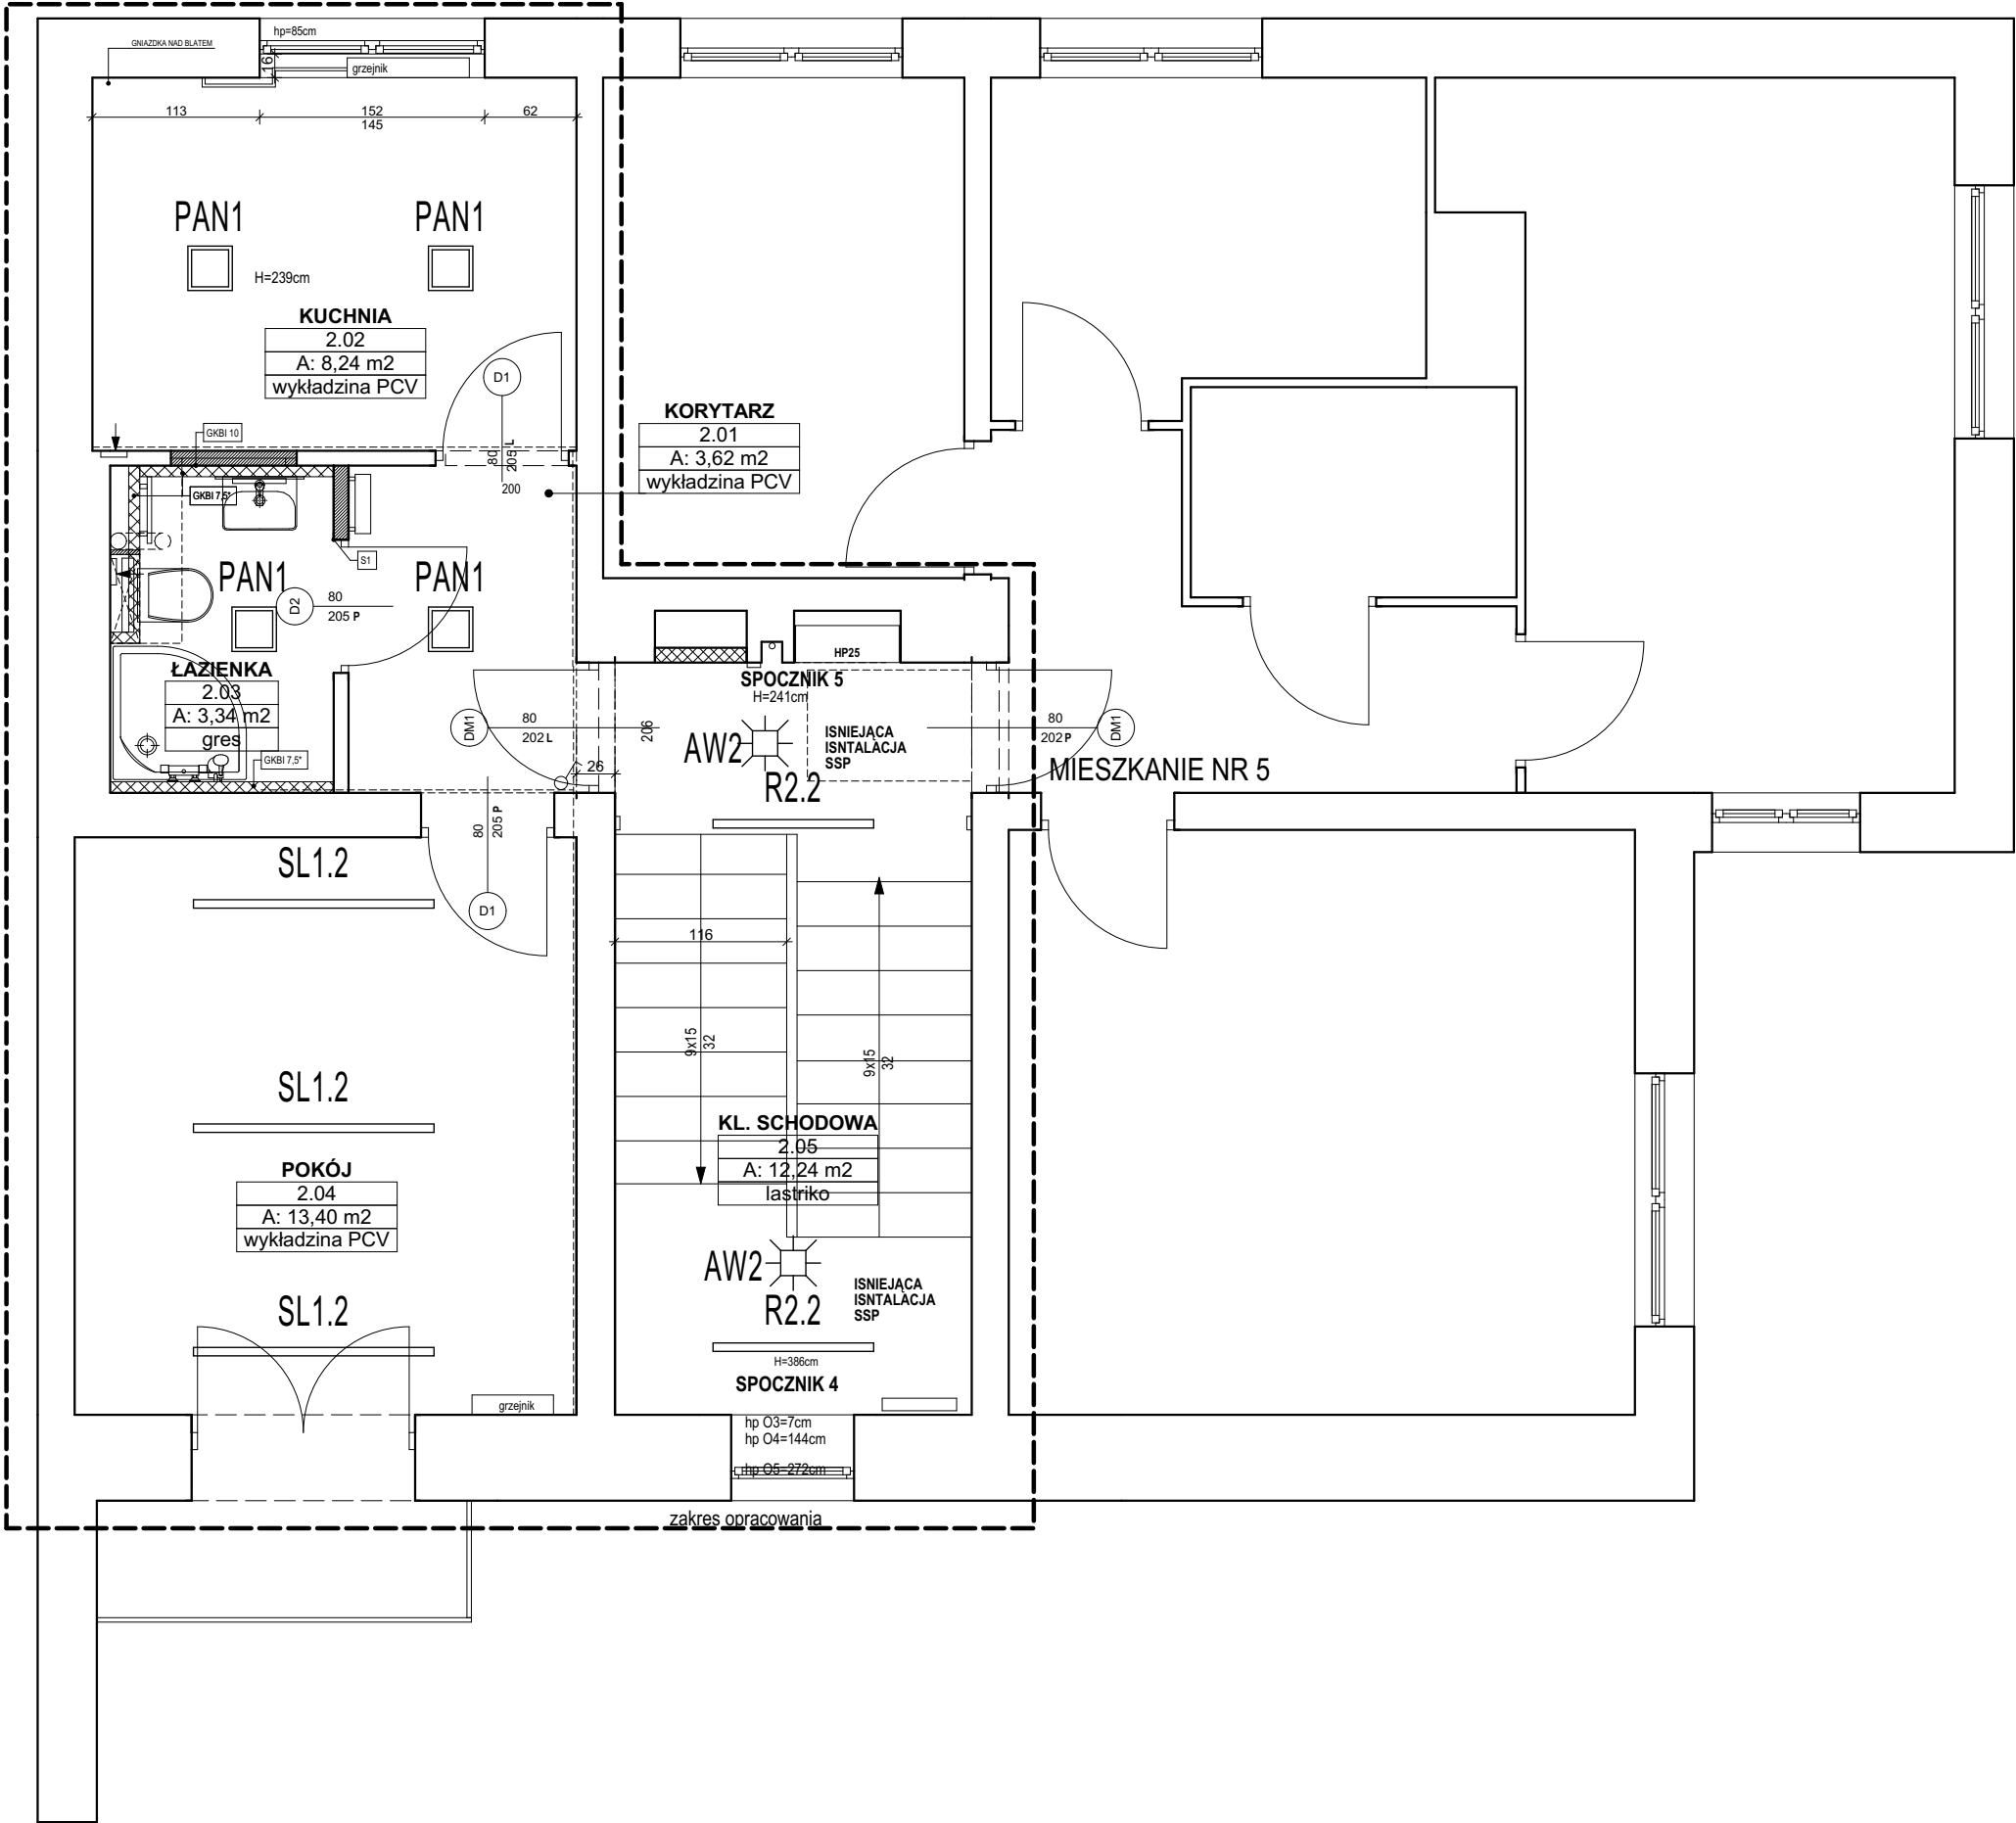 hp=85cm
GNIAZDKA NAD BLATEM
16
grzejnik
113
152
62
145
PAN1
PAN1
H=239cm
KUCHNIA
2.02
A: 8,24 m2
wykładzina PCV
D1
KORYTARZ
2.01
A: 3,62 m2
wykładzina PCV
GKBI 10
80
205 L
200
GKBI 7,5*
S1
PAN1
PAN1
D2
80
205 P
HP25
ŁAZIENKA
2.03
A: 3,34 m2
gres
GKBI 7,5*
SPOCZNIK 5
H=241cm
DM1
80
202 L
206
AW2
ISNIEJĄCA
ISNTALACJA
SSP
80
202 P
DM1
26
R2.2
MIESZKANIE NR 5
80
205 P
D1
SL1.2
116
9x15
32
9x15
32
SL1.2
KL. SCHODOWA
2.05
A: 12,24 m2
lastriko
POKÓJ
2.04
A: 13,40 m2
wykładzina PCV
AW2
ISNIEJĄCA
ISNTALACJA
SSP
SL1.2
R2.2
H=386cm
SPOCZNIK 4
grzejnik
hp O3=7cm
hp O4=144cm
hp O5=272cm
zakres opracowania